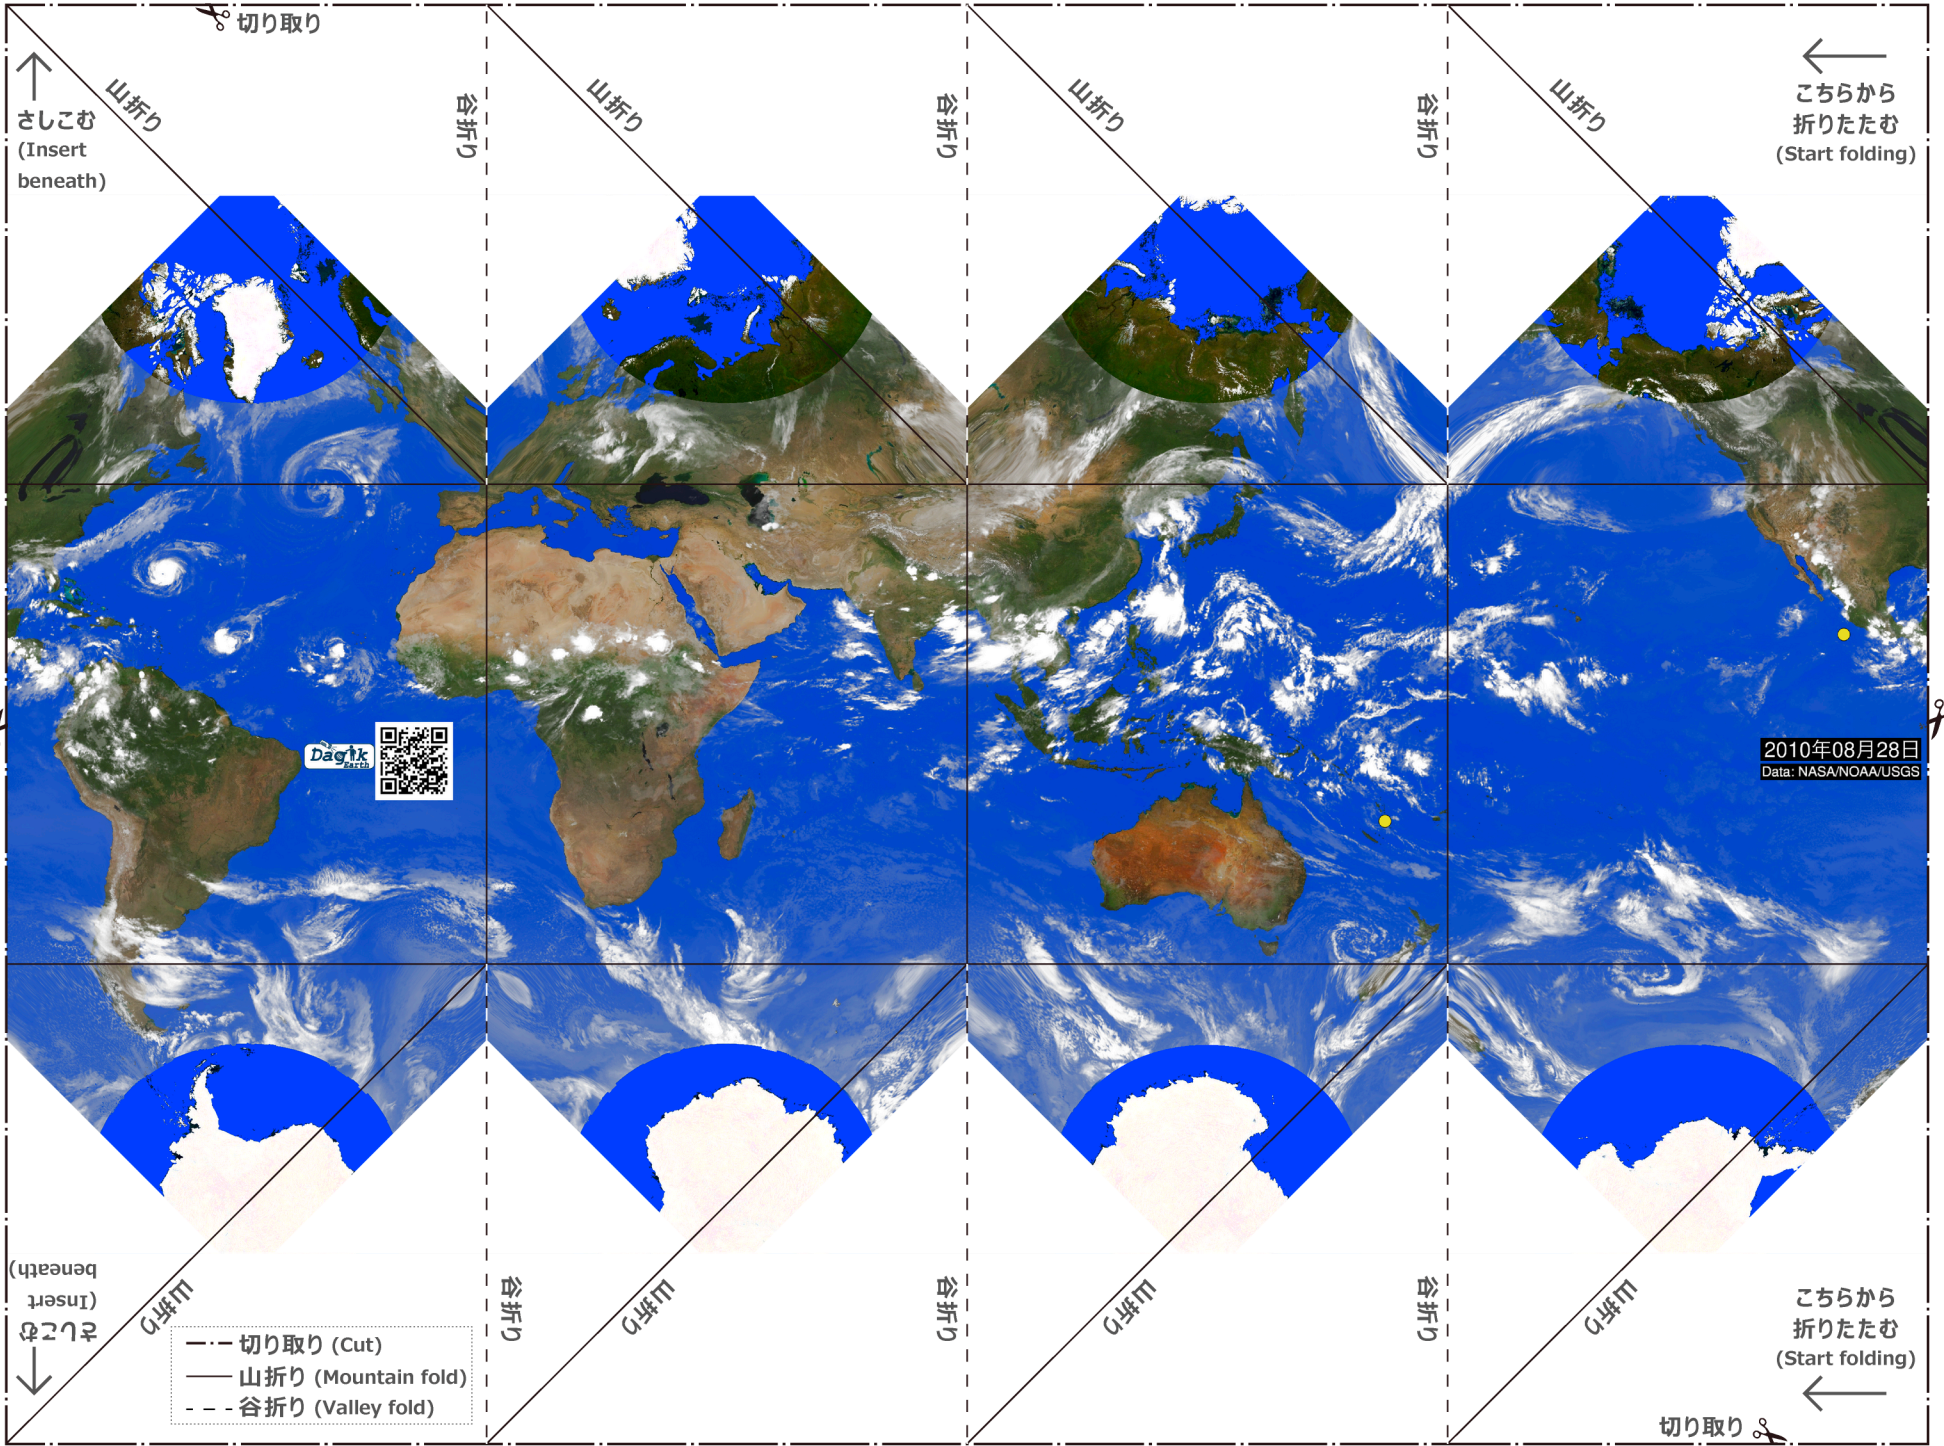 切り取り
さしこむ
(Insert
beneath)
山折り
谷折り
山折り
谷折り
山折り
谷折り
山折り
こちらから
折りたたむ
(Start folding)
Dagik
Earth
2010年08月28日
Data: NASA/NOAA/USGS
さしこむ
(Insert
beneath)
山折り
谷折り
山折り
谷折り
山折り
谷折り
山折り
こちらから
折りたたむ
(Start folding)
切り取り (Cut)
山折り (Mountain fold)
谷折り (Valley fold)
切り取り